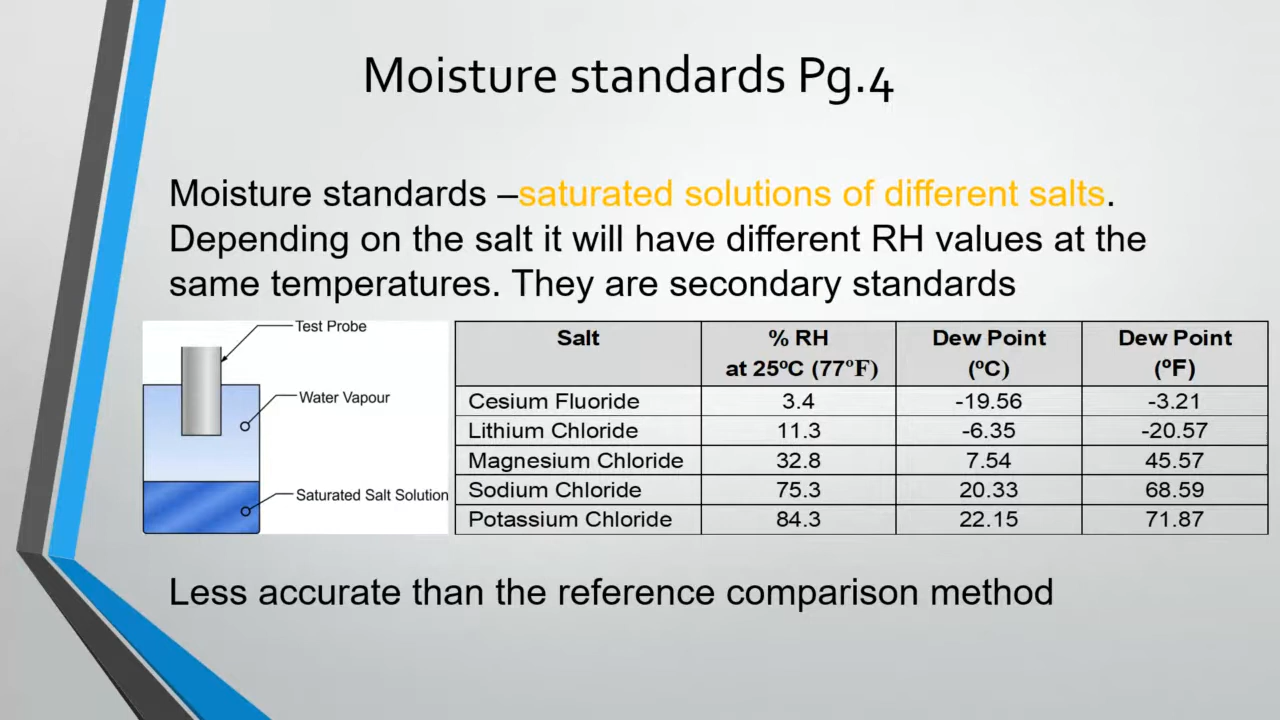 Moisture standards Pg.4
Moisture standards –saturated solutions of different salts.
Depending on the salt it will have different RH values at the
same temperatures. They are secondary standards
Test Probe
Water Vapour
Saturated Salt Solution
Salt % RH at 25ºC (77ºF) Dew Point (ºC) Dew Point (ºF)
Cesium Fluoride 3.4 -19.56 -3.21
Lithium Chloride 11.3 -6.35 -20.57
Magnesium Chloride 32.8 7.54 45.57
Sodium Chloride 75.3 20.33 68.59
Potassium Chloride 84.3 22.15 71.87
Less accurate than the reference comparison method